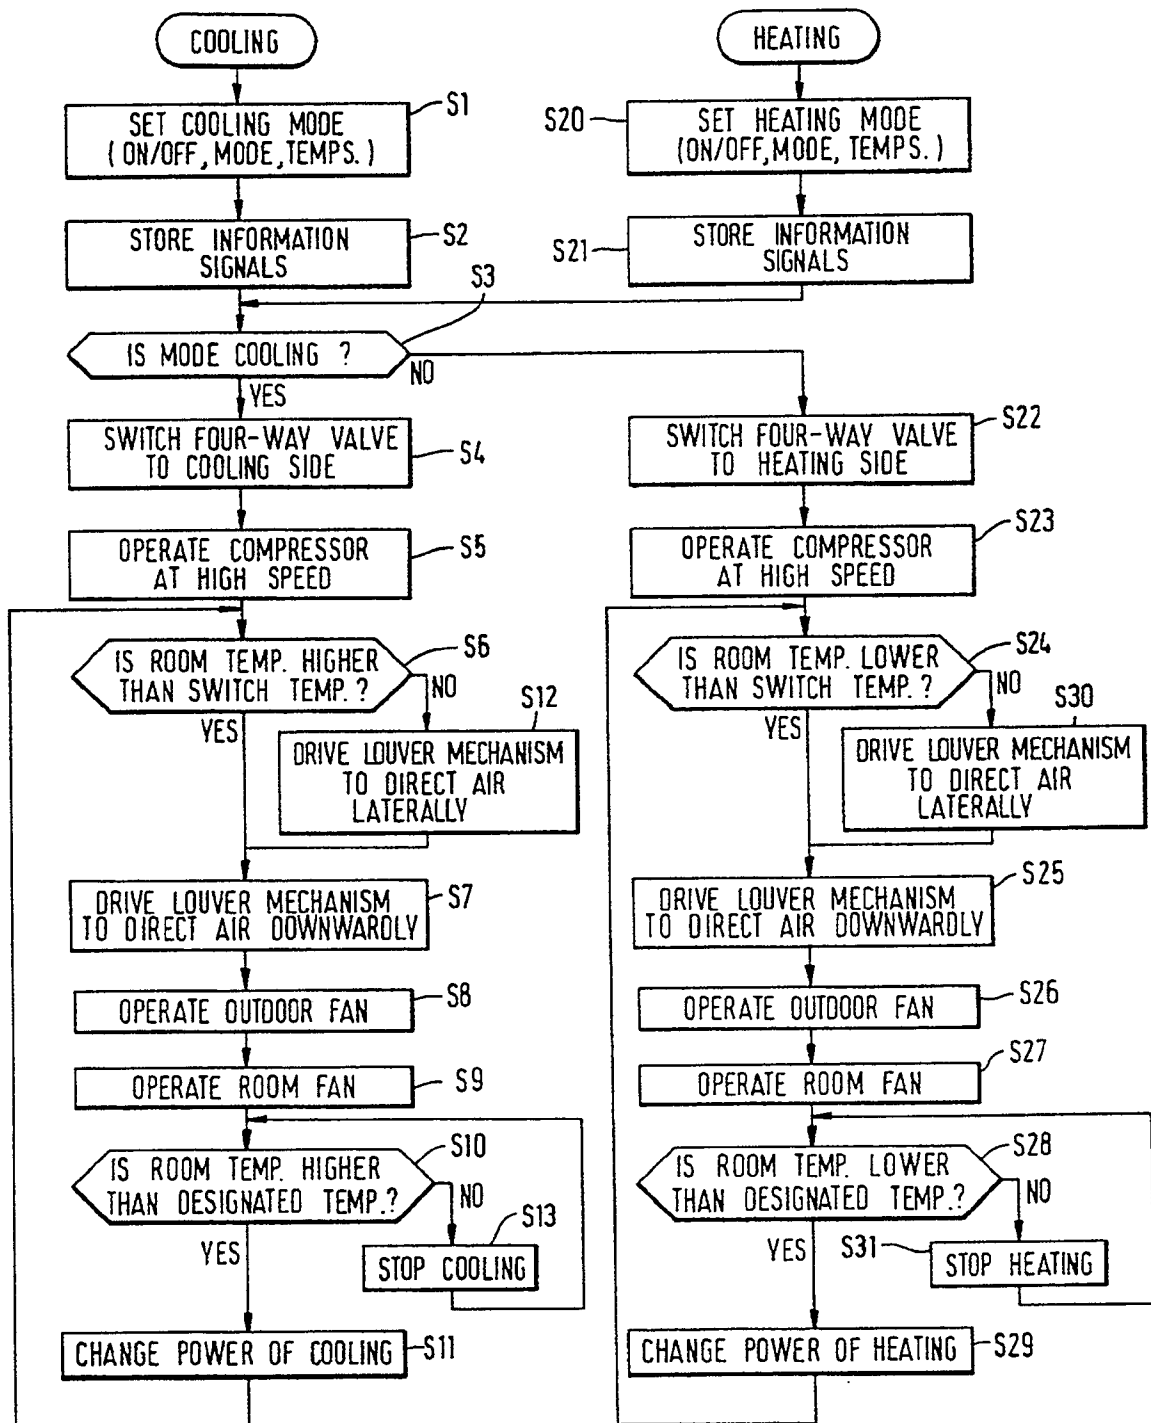 COOLING
S1
SET COOLING MODE
(ON/OFF, MODE, TEMPS.)
STORE INFORMATION
SIGNALS
S2
S3
IS MODE COOLING ?
NO
YES
SWITCH FOUR-WAY VALVE
TO COOLING SIDE
S4
OPERATE COMPRESSOR
AT HIGH SPEED
S5
IS ROOM TEMP. HIGHER
THAN SWITCH TEMP. ?
S6
NO
YES
S12
DRIVE LOUVER MECHANISM
TO DIRECT AIR
LATERALLY
DRIVE LOUVER MECHANISM
TO DIRECT AIR DOWNWARDLY
S7
OPERATE OUTDOOR FAN
S8
OPERATE ROOM FAN
S9
IS ROOM TEMP. HIGHER
THAN DESIGNATED TEMP. ?
S10
NO
YES
S13
STOP COOLING
CHANGE POWER OF COOLING
S11
HEATING
S20
SET HEATING MODE
(ON/OFF, MODE, TEMPS.)
S21
STORE INFORMATION
SIGNALS
SWITCH FOUR-WAY VALVE
TO HEATING SIDE
S22
OPERATE COMPRESSOR
AT HIGH SPEED
S23
IS ROOM TEMP. LOWER
THAN SWITCH TEMP. ?
S24
NO
YES
S30
DRIVE LOUVER MECHANISM
TO DIRECT AIR
LATERALLY
DRIVE LOUVER MECHANISM
TO DIRECT AIR DOWNWARDLY
S25
OPERATE OUTDOOR FAN
S26
OPERATE ROOM FAN
S27
IS ROOM TEMP. LOWER
THAN DESIGNATED TEMP. ?
S28
NO
YES
S31
STOP HEATING
CHANGE POWER OF HEATING
S29